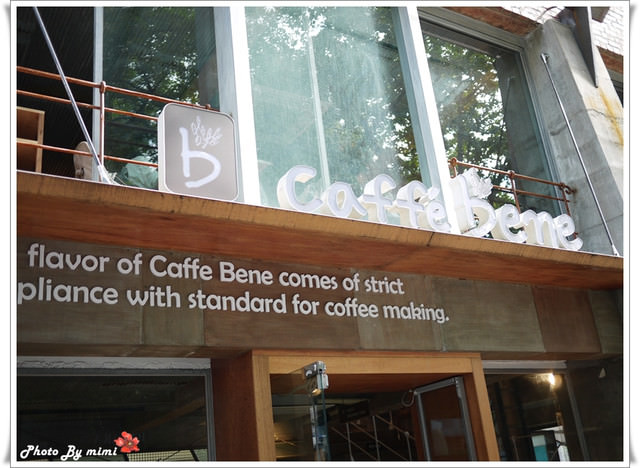 b
Caffé bene
flavor of Caffe Bene comes of strict
pliance with standard for coffee making.
Photo By mimi